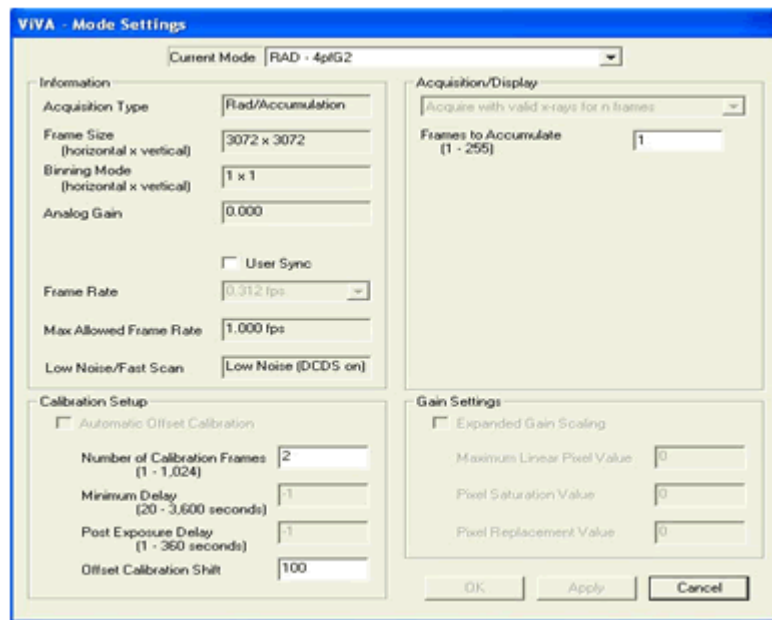 ViVA - Mode Settings
Current Mode RAD - 4pfG2
Information
Acquisition Type Rad/Accumulation
Frame Size
(horizontal x vertical) 3072 x 3072
Binning Mode
(horizontal x vertical) 1 x 1
Analog Gain 0.000
User Sync
Frame Rate 0.312 fps
Max Allowed Frame Rate 1.000 fps
Low Noise/Fast Scan Low Noise (DCDS on)
Acquisition/Display
Acquire with valid x-rays for n frames
Frames to Accumulate
(1 - 255) 1
Calibration Setup
Automatic Offset Calibration
Number of Calibration Frames
(1 - 1,024) 2
Minimum Delay
(20 - 3,600 seconds) -1
Post Exposure Delay
(1 - 360 seconds) -1
Offset Calibration Shift 100
Gain Settings
Expanded Gain Scaling
Maximum Linear Pixel Value 0
Pixel Saturation Value 0
Pixel Replacement Value 0
OK Apply Cancel